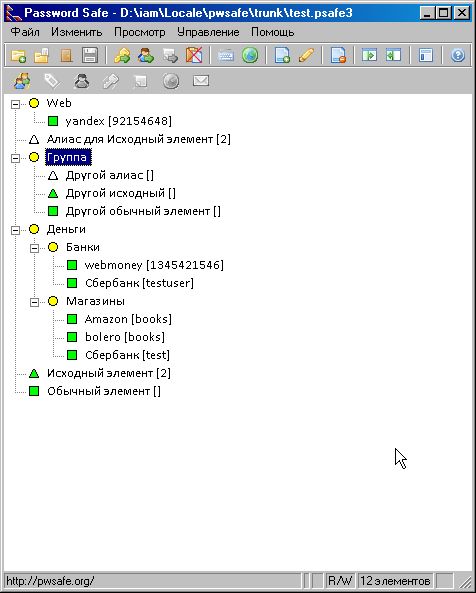 Password Safe - D:\iam\Locale\pwsafe\trunk\test.psafe3
Файл Изменить Просмотр Управление Помощь
Web
yandex [92154648]
Алиас для Исходный элемент [2]
Группа
Другой алиас []
Другой исходный []
Другой обычный элемент []
Деньги
Банки
webmoney [1345421546]
Сбербанк [testuser]
Магазины
Amazon [books]
bolero [books]
Сбербанк [test]
Исходный элемент [2]
Обычный элемент []
http://pwsafe.org/ R/W 12 элементов